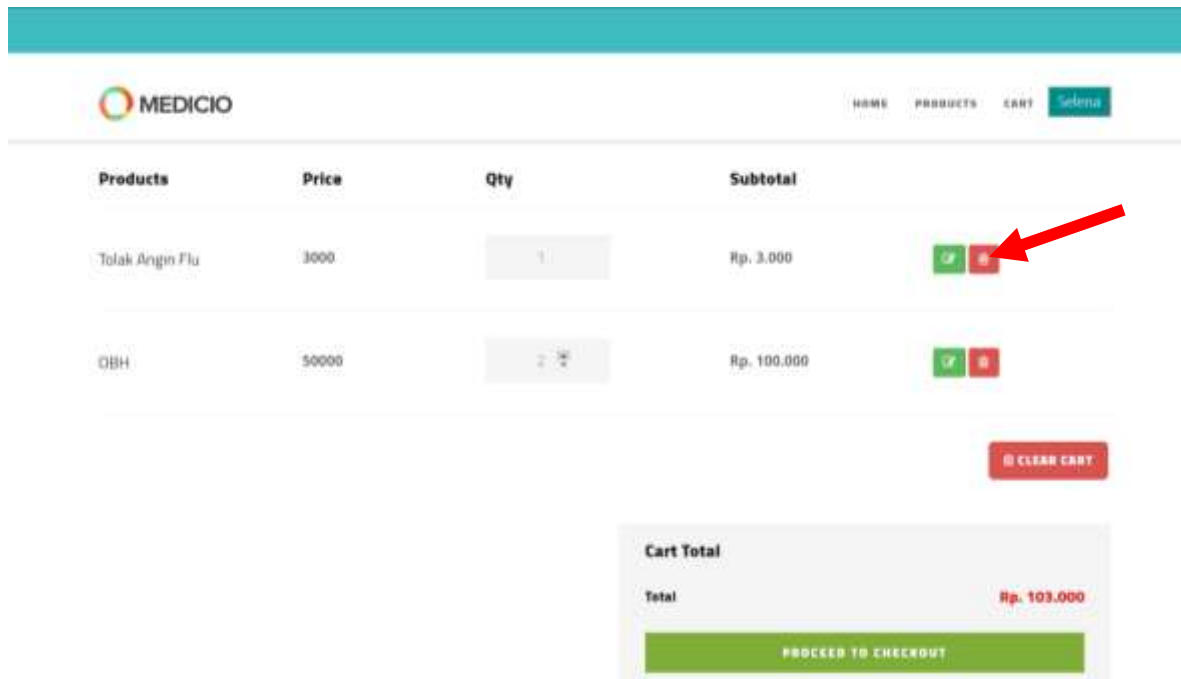 MEDICIO
HOME PRODUCTS CART Selena
Products Price Qty Subtotal
Tolak Angin Flu 3000 1 Rp. 3.000
OBH 50000 2 Rp. 100.000
CLEAR CART
Cart Total
Total Rp. 103.000
PROCEED TO CHECKOUT